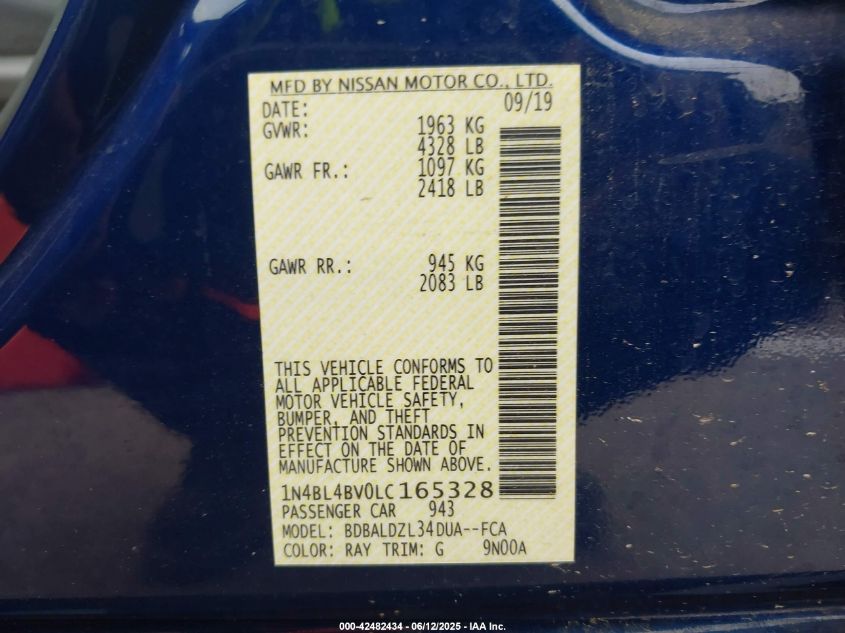 MFD BY NISSAN MOTOR CO., LTD.
DATE: 09/19
GVWR: 1963 KG
4328 LB
GAWR FR.: 1097 KG
2418 LB
GAWR RR.: 945 KG
2083 LB
THIS VEHICLE CONFORMS TO
ALL APPLICABLE FEDERAL
MOTOR VEHICLE SAFETY,
BUMPER, AND THEFT
PREVENTION STANDARDS IN
EFFECT ON THE DATE OF
MANUFACTURE SHOWN ABOVE.
1N4BL4BV0LC165328
PASSENGER CAR 943
MODEL: BDBALDZL34DUA--FCA
COLOR: RAY TRIM: G 9N00A
000-42482434 - 06/12/2025 - IAA Inc.